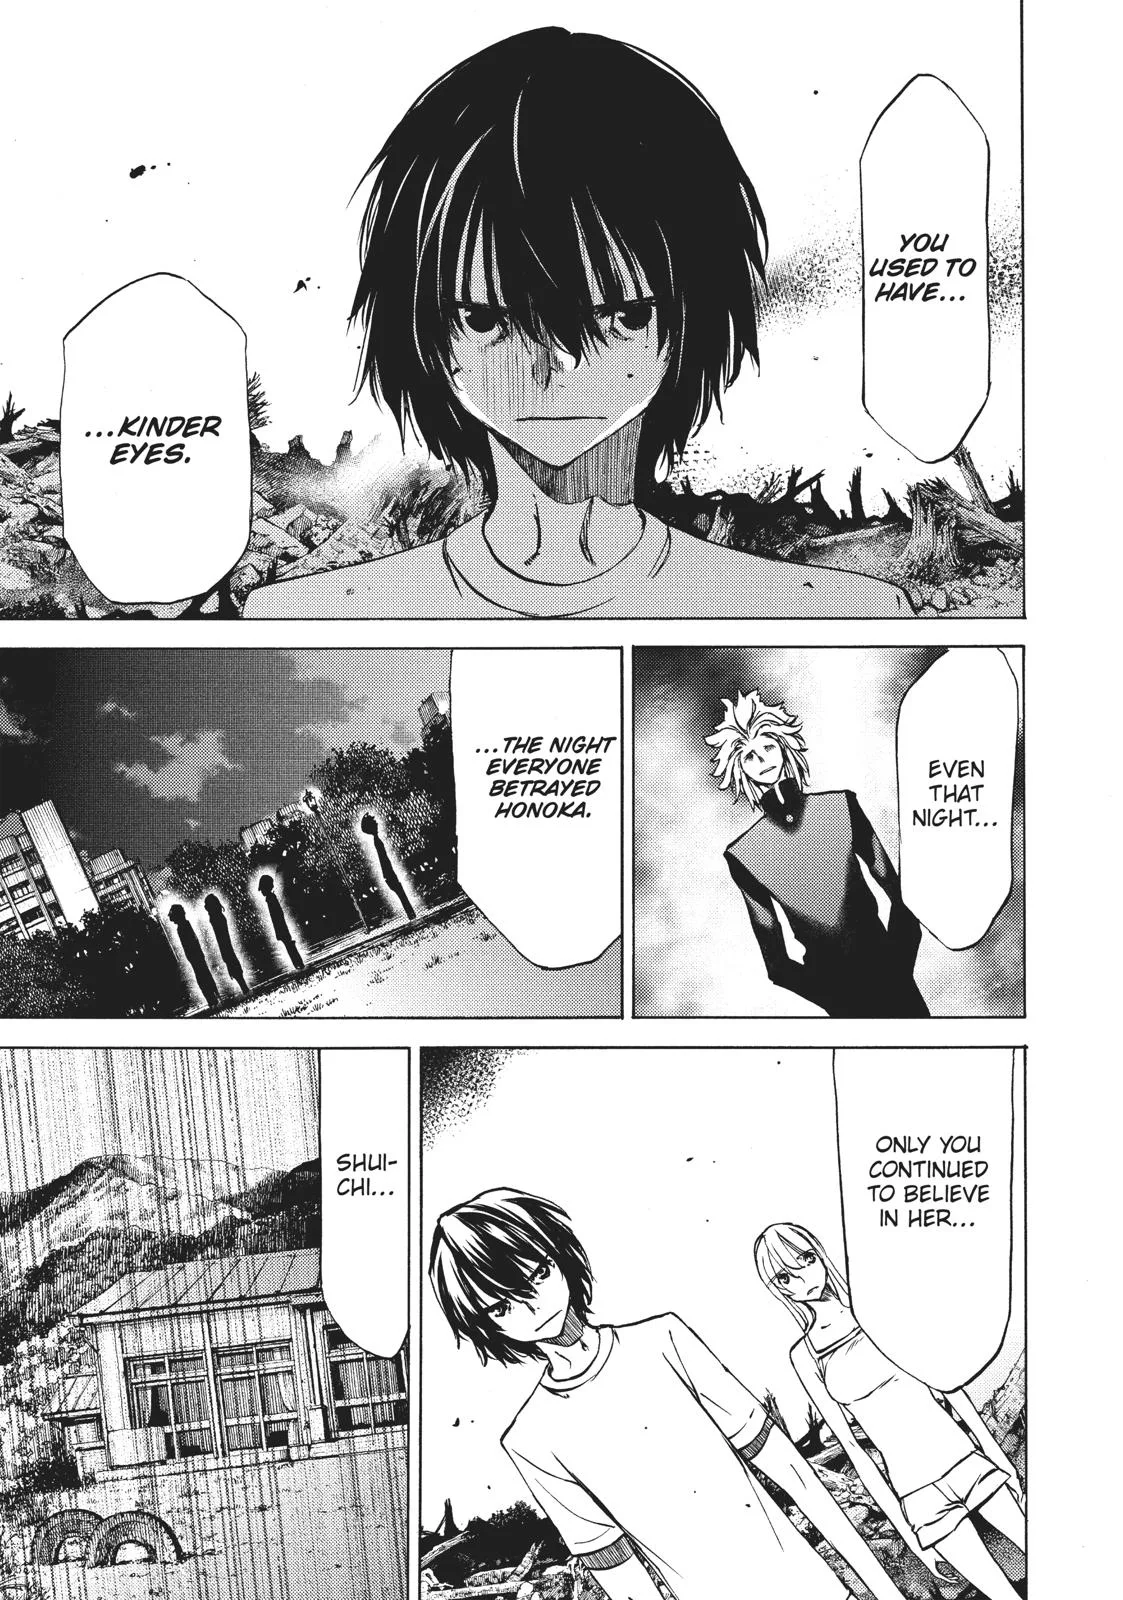 YOU
USED TO
HAVE...
...KINDER
EYES.
EVEN
THAT
NIGHT...
...THE NIGHT
EVERYONE
BETRAYED
HONOKA.
ONLY YOU
CONTINUED
TO BELIEVE
IN HER...
SHUI-
CHI...